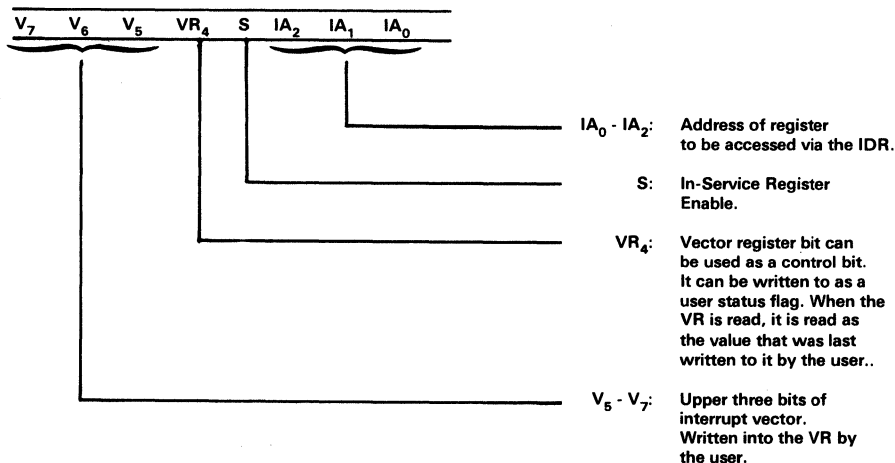 V₇ V₆ V₅ VR₄ S IA₂ IA₁ IA₀
IA₀ - IA₂: Address of register
to be accessed via the IDR.
S: In-Service Register
Enable.
VR₄: Vector register bit can
be used as a control bit.
It can be written to as a
user status flag. When the
VR is read, it is read as
the value that was last
written to it by the user..
V₅ - V₇: Upper three bits of
interrupt vector.
Written into the VR by
the user.